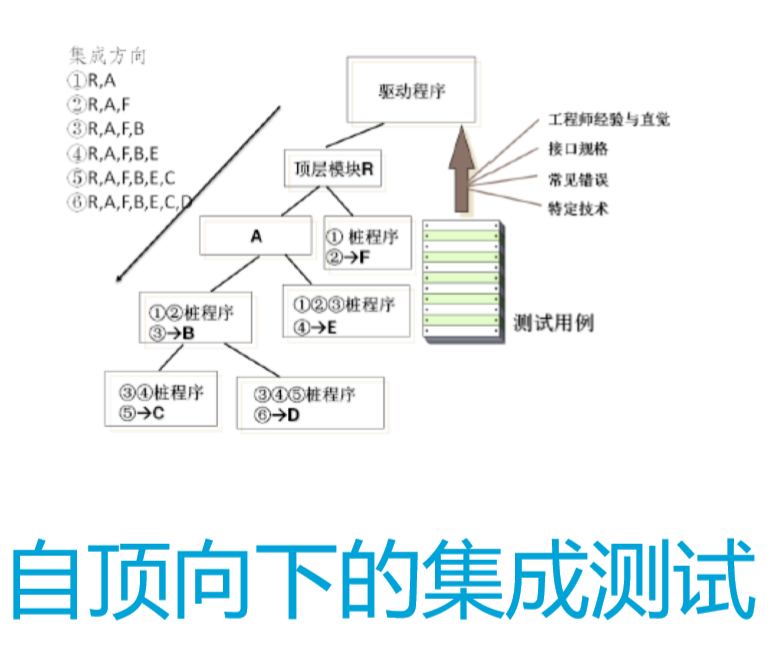 集成方向
①R,A
②R,A,F
③R,A,F,B
④R,A,F,B,E
⑤R,A,F,B,E,C
⑥R,A,F,B,E,C,D
驱动程序
顶层模块R
A
① 桩程序
②→F
①②桩程序
③→B
①②③桩程序
④→E
③④桩程序
⑤→C
③④⑤桩程序
⑥→D
工程师经验与直觉
接口规格
常见错误
特定技术
测试用例
自顶向下的集成测试